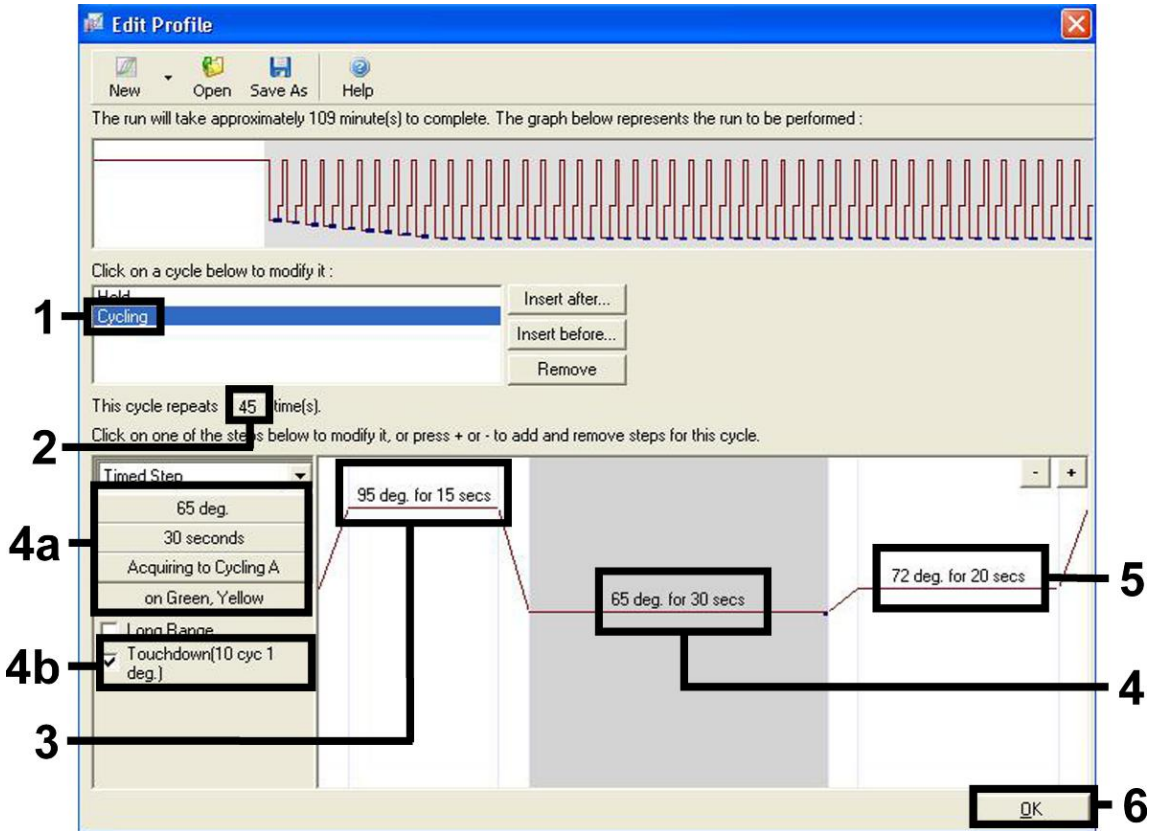 Edit Profile
New Open Save As Help
The run will take approximately 109 minute(s) to complete. The graph below represents the run to be performed :
Click on a cycle below to modify it :
Hold
1
Cycling
Insert after...
Insert before...
Remove
This cycle repeats 45 time(s).
2
Click on one of the steps below to modify it, or press + or - to add and remove steps for this cycle.
Timed Step
- +
4a
65 deg.
30 seconds
Acquiring to Cycling A
on Green, Yellow
Long Range
4b
Touchdown(10 cyc 1
deg.)
95 deg. for 15 secs
3
65 deg. for 30 secs
4
72 deg. for 20 secs
5
OK
6